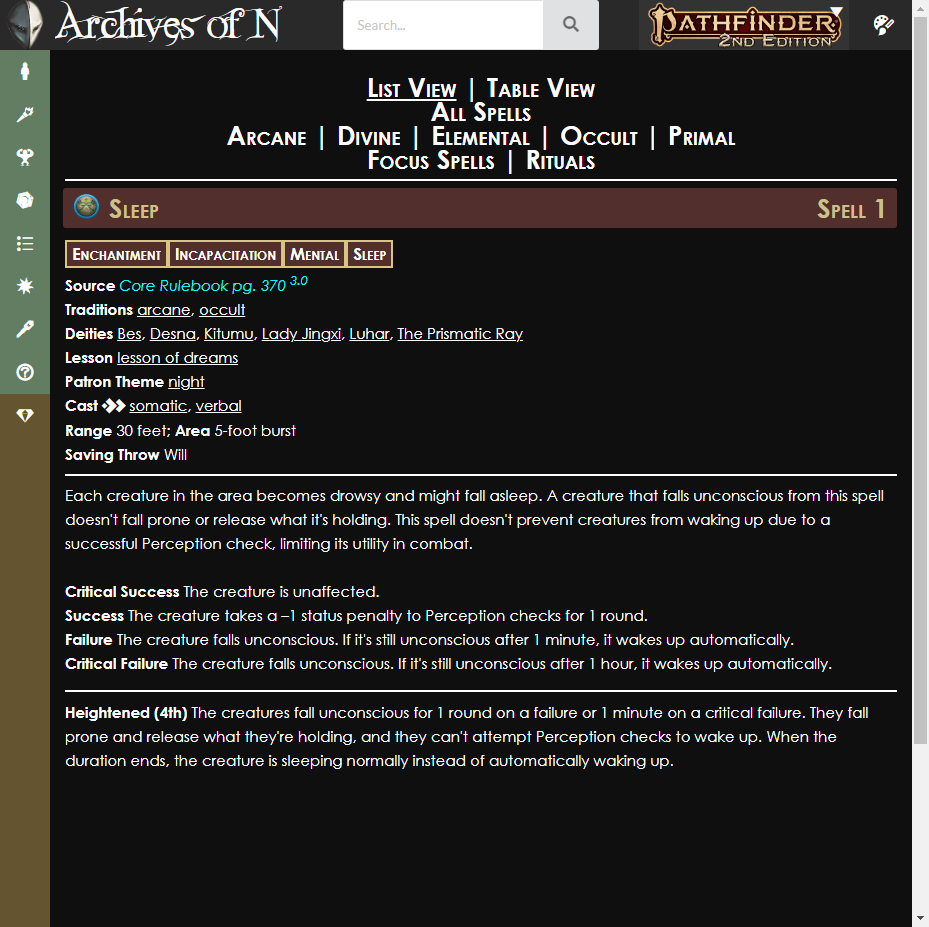 Archives of N
Search...
PATHFINDER
2ND EDITION
List View | Table View
All Spells
Arcane | Divine | Elemental | Occult | Primal
Focus Spells | Rituals
Sleep Spell 1
Enchantment Incapacitation Mental Sleep
Source Core Rulebook pg. 370 3.0
Traditions arcane, occult
Deities Bes, Desna, Kitumu, Lady Jingxi, Luhar, The Prismatic Ray
Lesson lesson of dreams
Patron Theme night
Cast somatic, verbal
Range 30 feet; Area 5-foot burst
Saving Throw Will
Each creature in the area becomes drowsy and might fall asleep. A creature that falls unconscious from this spell
doesn't fall prone or release what it's holding. This spell doesn't prevent creatures from waking up due to a
successful Perception check, limiting its utility in combat.
Critical Success The creature is unaffected.
Success The creature takes a –1 status penalty to Perception checks for 1 round.
Failure The creature falls unconscious. If it's still unconscious after 1 minute, it wakes up automatically.
Critical Failure The creature falls unconscious. If it's still unconscious after 1 hour, it wakes up automatically.
Heightened (4th) The creatures fall unconscious for 1 round on a failure or 1 minute on a critical failure. They fall
prone and release what they're holding, and they can't attempt Perception checks to wake up. When the
duration ends, the creature is sleeping normally instead of automatically waking up.